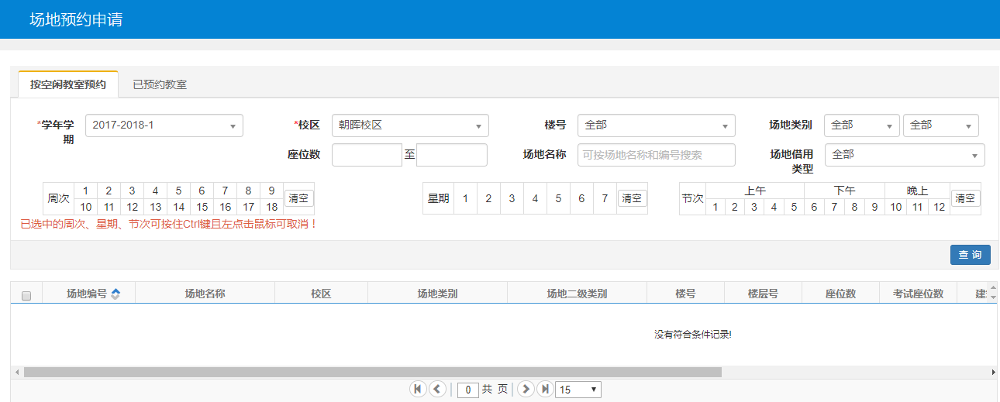 场地预约申请
按空闲教室预约 已预约教室
*学年学期 2017-2018-1 *校区 朝晖校区 楼号 全部 场地类别 全部 全部
座位数 至 场地名称 可按场地名称和编号搜索 场地借用类型 全部
周次 1 2 3 4 5 6 7 8 9 清空 星期 1 2 3 4 5 6 7 清空 节次 上午 下午 晚上 清空
10 11 12 13 14 15 16 17 18 1 2 3 4 5 6 7 8 9 10 11 12
已选中的周次、星期、节次可按住Ctrl键且左点击鼠标可取消！
查 询
场地编号 场地名称 校区 场地类别 场地二级类别 楼号 楼层号 座位数 考试座位数 建
没有符合条件记录!
0 共 页 15